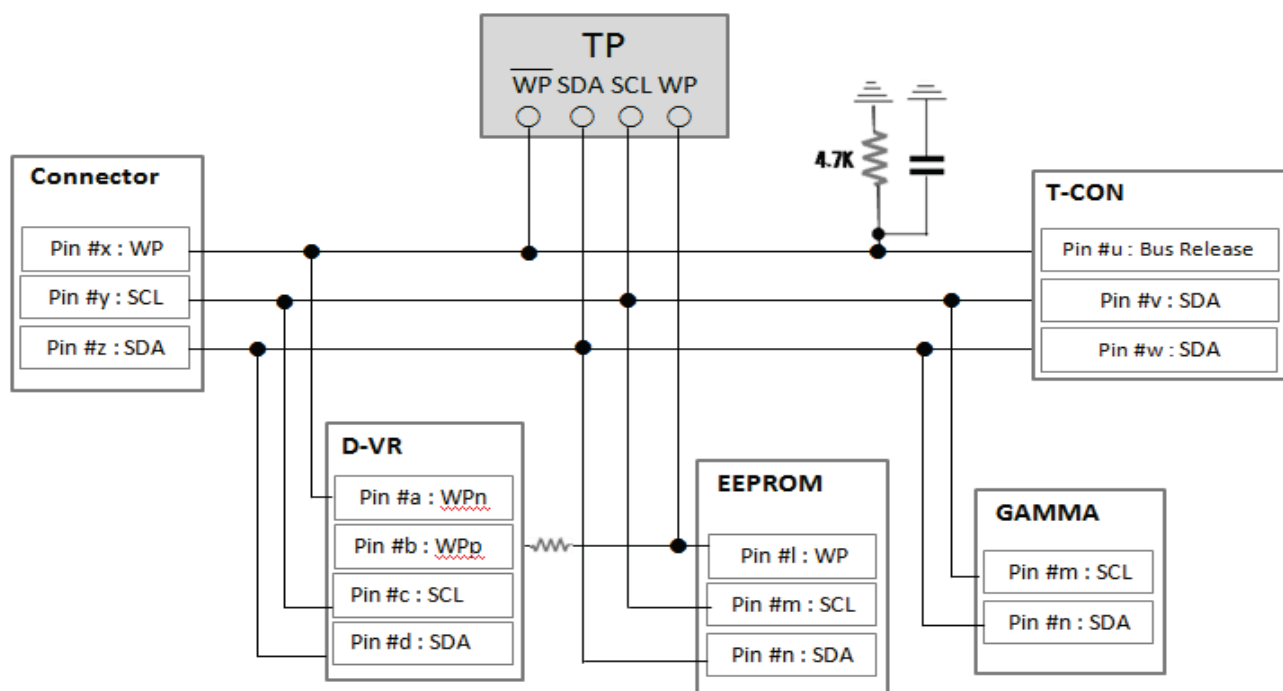 TP
WP SDA SCL WP
4.7K
Connector
Pin #x : WP
Pin #y : SCL
Pin #z : SDA
T-CON
Pin #u : Bus Release
Pin #v : SDA
Pin #w : SDA
D-VR
Pin #a : WPn
Pin #b : WPp
Pin #c : SCL
Pin #d : SDA
EEPROM
Pin #l : WP
Pin #m : SCL
Pin #n : SDA
GAMMA
Pin #m : SCL
Pin #n : SDA